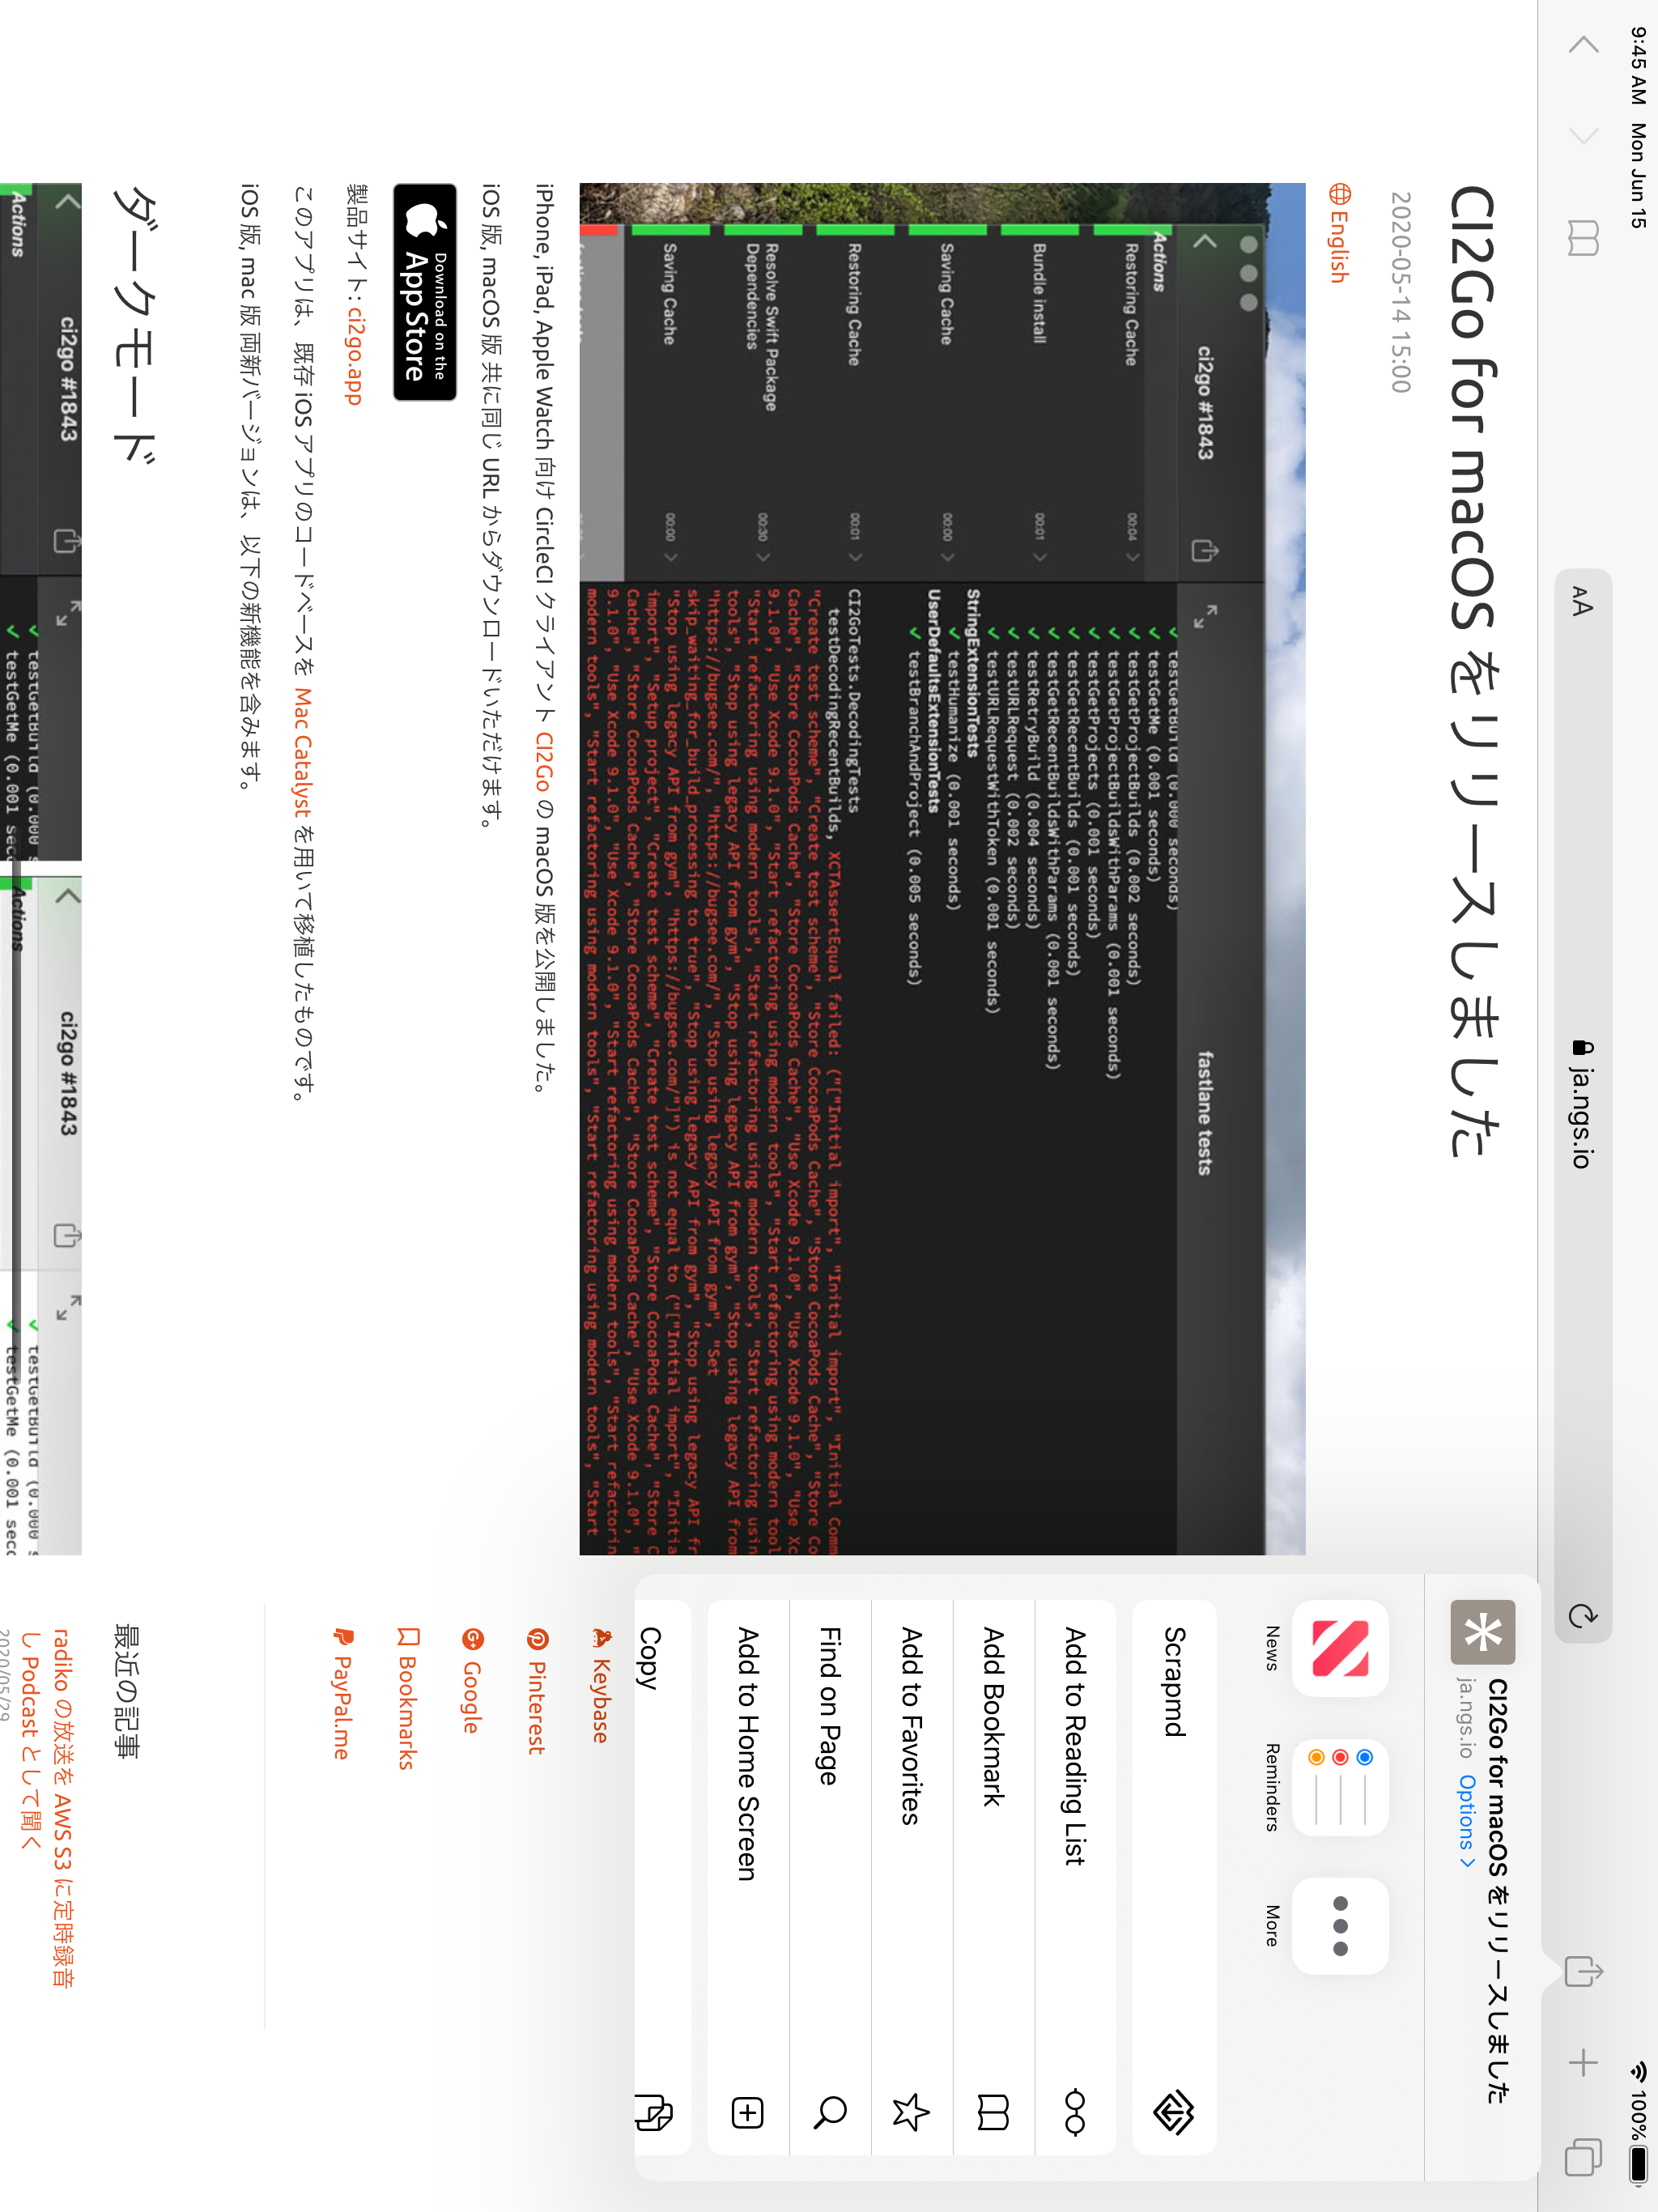 9:45 AM Mon Jun 15
100%
AA
ja.ngs.io
CI2Go for macOS をリリースしました
2020-05-14 15:00
English
ci2go #1843
fastlane tests
Actions
Restoring Cache 00:04
Bundle install 00:01
Saving Cache 00:00
Restoring Cache 00:01
Resolve Swift Package
Dependencies 00:30
Saving Cache 00:00
✓ testGetBuild (0.000 seconds)
✓ testGetMe (0.001 seconds)
✓ testGetProjectBuilds (0.002 seconds)
✓ testGetProjectBuildsWithParams (0.001 seconds)
✓ testGetProjects (0.001 seconds)
✓ testGetRecentBuilds (0.001 seconds)
✓ testGetRecentBuildsWithParams (0.001 seconds)
✓ testRetryBuild (0.004 seconds)
✓ testURLRequest (0.002 seconds)
✓ testURLRequestWithToken (0.001 seconds)
StringExtensionTests
✓ testHumanize (0.001 seconds)
UserDefaultsExtensionTests
✓ testBranchAndProject (0.005 seconds)
CI2GoTests.DecodingTests
testDecodingRecentBuilds, XCTAssertEqual failed: ("["Initial import", "Initial import", "Initial Comm
"Create test scheme", "Create test scheme", "Store CocoaPods Cache", "Store CocoaPods Cache", "Store Co
Cache", "Store CocoaPods Cache", "Store CocoaPods Cache", "Use Xcode 9.1.0", "Use Xcode 9.1.0", "Use Xc
9.1.0", "Use Xcode 9.1.0", "Start refactoring using modern tools", "Start refactoring using modern tool
"Start refactoring using modern tools", "Start refactoring using modern tools", "Start refactoring usin
tools", "Stop using legacy API from gym", "Stop using legacy API from gym", "Stop using legacy API from
"https://bugsee.com/", "https://bugsee.com/", "Stop using legacy API from gym", "Set
skip_waiting_for_build_processing to true", "Stop using legacy API from gym", "Stop using legacy API fr
"Stop using legacy API from gym", "https://bugsee.com/"]") is not equal to ("["Initial import", "Initia
import", "Setup project", "Create test scheme", "Create test scheme", "Store CocoaPods Cache", "Store C
Cache", "Store CocoaPods Cache", "Store CocoaPods Cache", "Store CocoaPods Cache", "Use Xcode 9.1.0", "
9.1.0", "Use Xcode 9.1.0", "Use Xcode 9.1.0", "Start refactoring using modern tools", "Start refactorin
modern tools", "Start refactoring using modern tools", "Start refactoring using modern tools", "Start
iPhone, iPad, Apple Watch 向け CircleCI クライアント CI2Go の macOS 版を公開しました。
iOS 版, macOS 版 共に同じ URL からダウンロードいただけます。
Download on the
App Store
製品サイト: ci2go.app
このアプリは、既存 iOS アプリのコードベースを Mac Catalyst を用いて移植したものです。
iOS 版, mac 版 両新バージョンは、以下の新機能を含みます。
ダークモード
ci2go #1843
Actions
✓ testGetBuild (0.000 s
✓ testGetMe (0.001 sec
ci2go #1843
Actions
✓ testGetBuild (0.000 s
✓ testGetMe (0.001 sec
CI2Go for macOS をリリースしました
ja.ngs.io Options >
News
Reminders
More
Scrapmd
Add to Reading List
Add Bookmark
Add to Favorites
Find on Page
Add to Home Screen
Copy
Keybase
Pinterest
Google
Bookmarks
PayPal.me
最近の記事
radiko の放送を AWS S3 に定時録音
し Podcast として聞く
2020/05/29